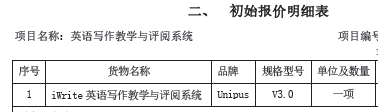 二、 初始报价明细表
项目名称: 英语写作教学与评阅系统 项目编号
序号 货物名称 品牌 规格型号 单位及数量
1 iWrite 英语写作教学与评阅系统 Unipus V3.0 一项